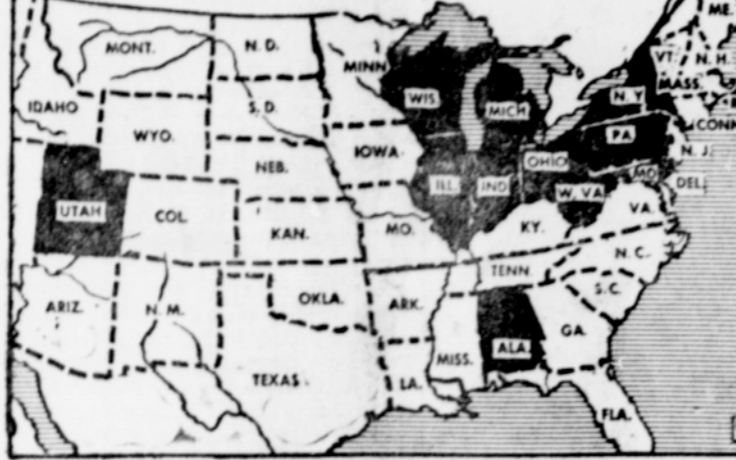 ME.
MONT.
N. D.
MINN
VT.
N. H.
MASS.
WIS
N. Y
IDAHO
S. D.
MICH
CONN
WYO.
PA
IOWA
N. J.
OHIO
NEB.
MD
DEL.
ILL.
IND
W. VA
UTAH
COL.
VA.
KAN.
MO.
KY.
N. C.
TENN.
S. C.
ARIZ.
N. M.
OKLA.
ARK.
GA.
ALA.
MISS.
TEXAS
LA.
FLA.